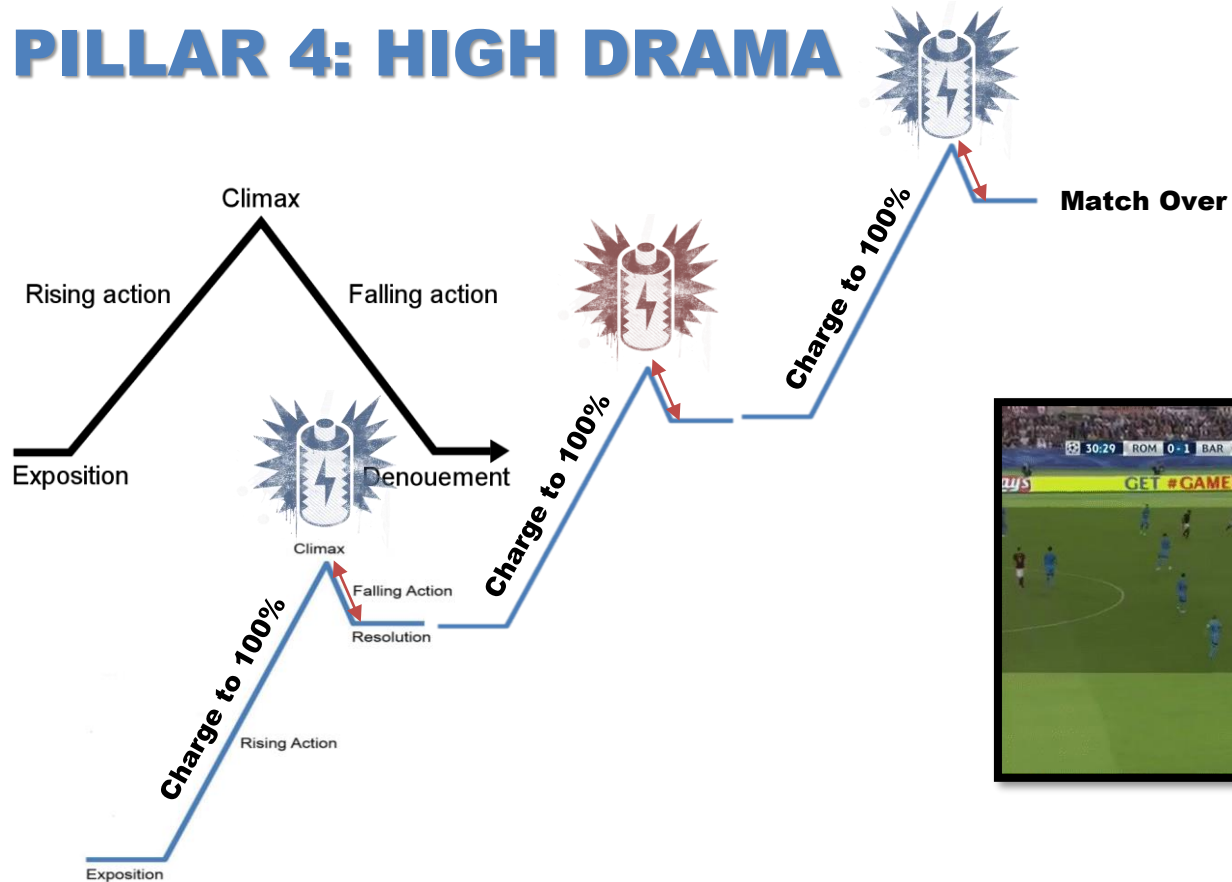 PILLAR 4: HIGH DRAMA
Climax
Rising action
Falling action
Exposition
Denouement
Climax
Falling Action
Resolution
Charge to 100%
Rising Action
Exposition
Charge to 100%
Charge to 100%
Match Over
30:29 ROM 0-1 BAR
GET #GAME